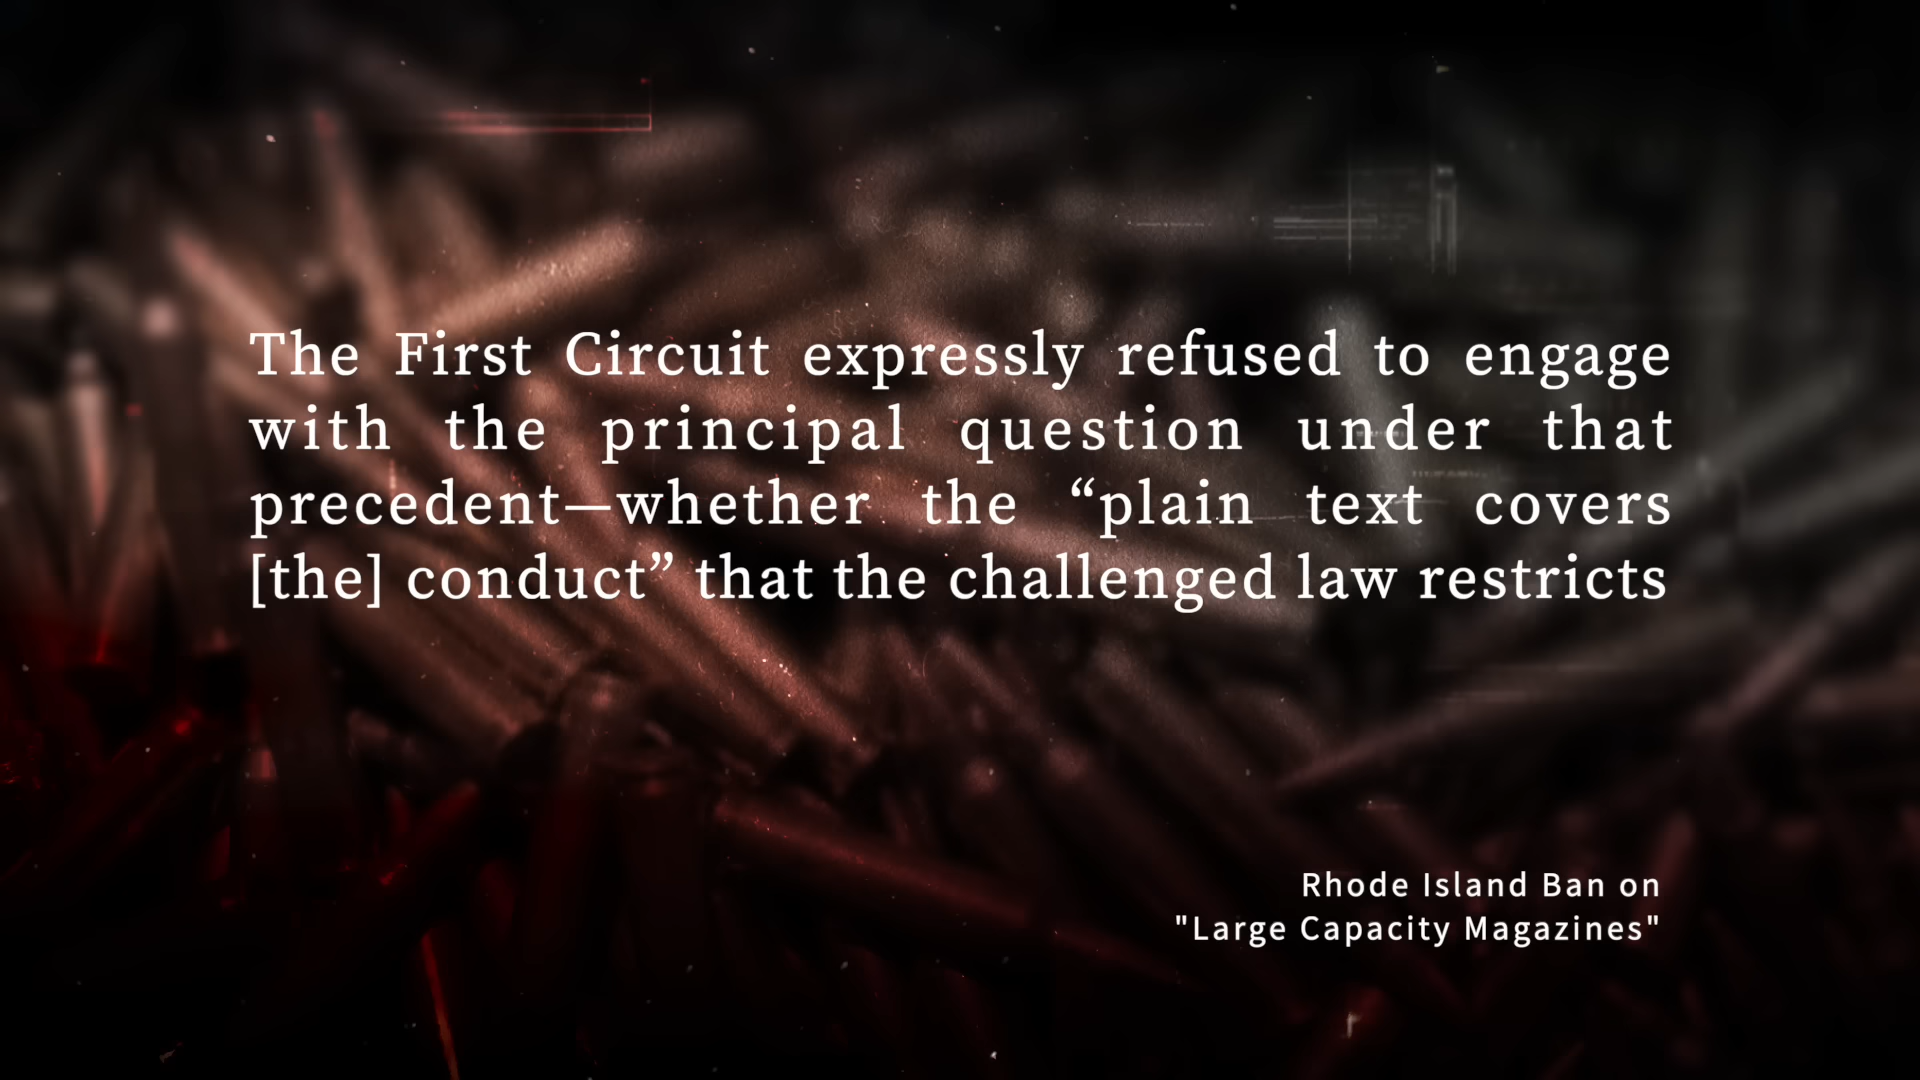 The First Circuit expressly refused to engage
with the principal question under that
precedent—whether the “plain text covers
[the] conduct” that the challenged law restricts
Rhode Island Ban on
"Large Capacity Magazines"